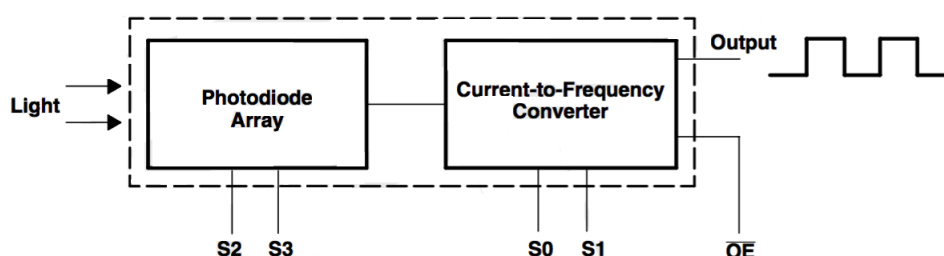 Light
Photodiode
Array
Current-to-Frequency
Converter
Output
S2
S3
S0
S1
OE